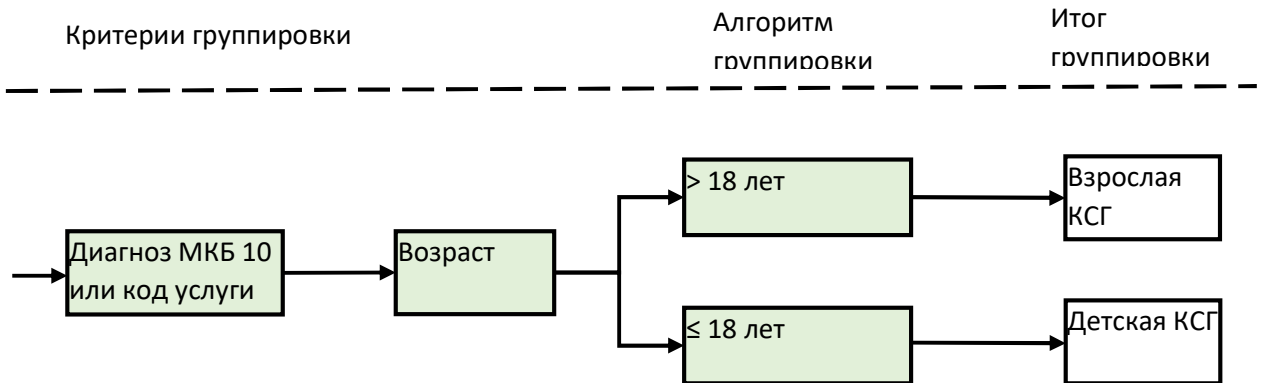 Критерии группировки
Алгоритм
группировки
Итог
группировки
> 18 лет
Взрослая
КСГ
Диагноз МКБ 10
или код услуги
Возраст
≤ 18 лет
Детская КСГ